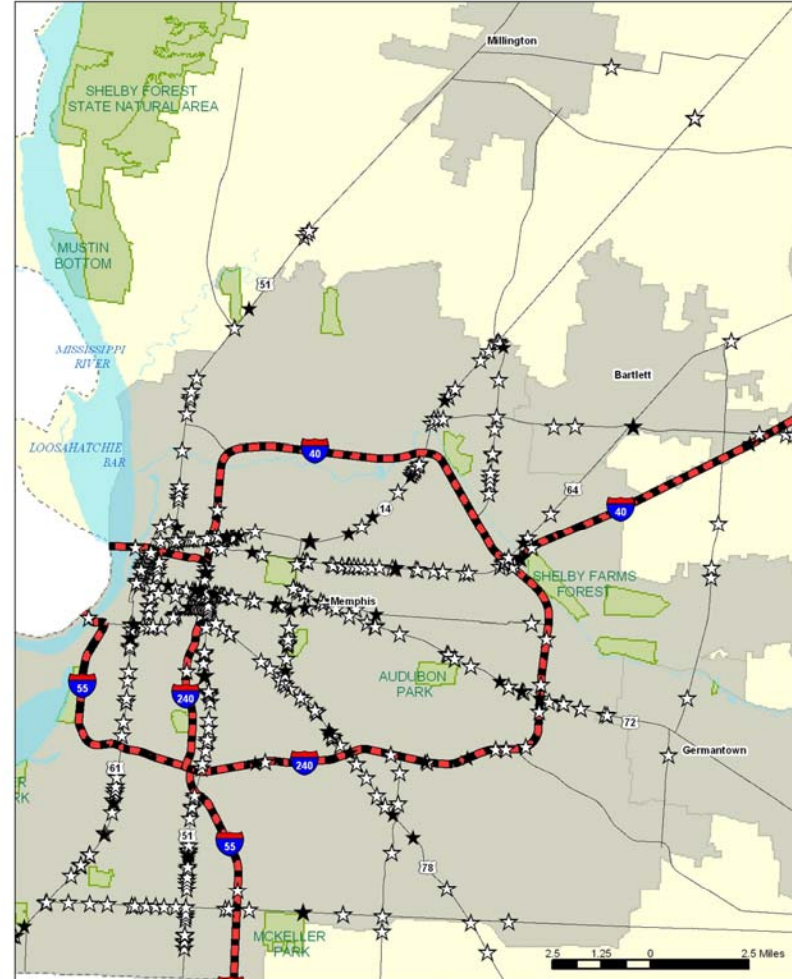 Millington
SHELBY FOREST
STATE NATURAL AREA
MUSTIN
BOTTOM
51
MISSISSIPPI
RIVER
Bartlett
LOOSAHATCHIE
BAR
40
64
14
40
SHELBY FARMS
FOREST
Memphis
AUDUBON
PARK
55
240
72
Germantown
61
240
51
55
78
MCKELLER
PARK
2.5 1.25 0 2.5 Miles